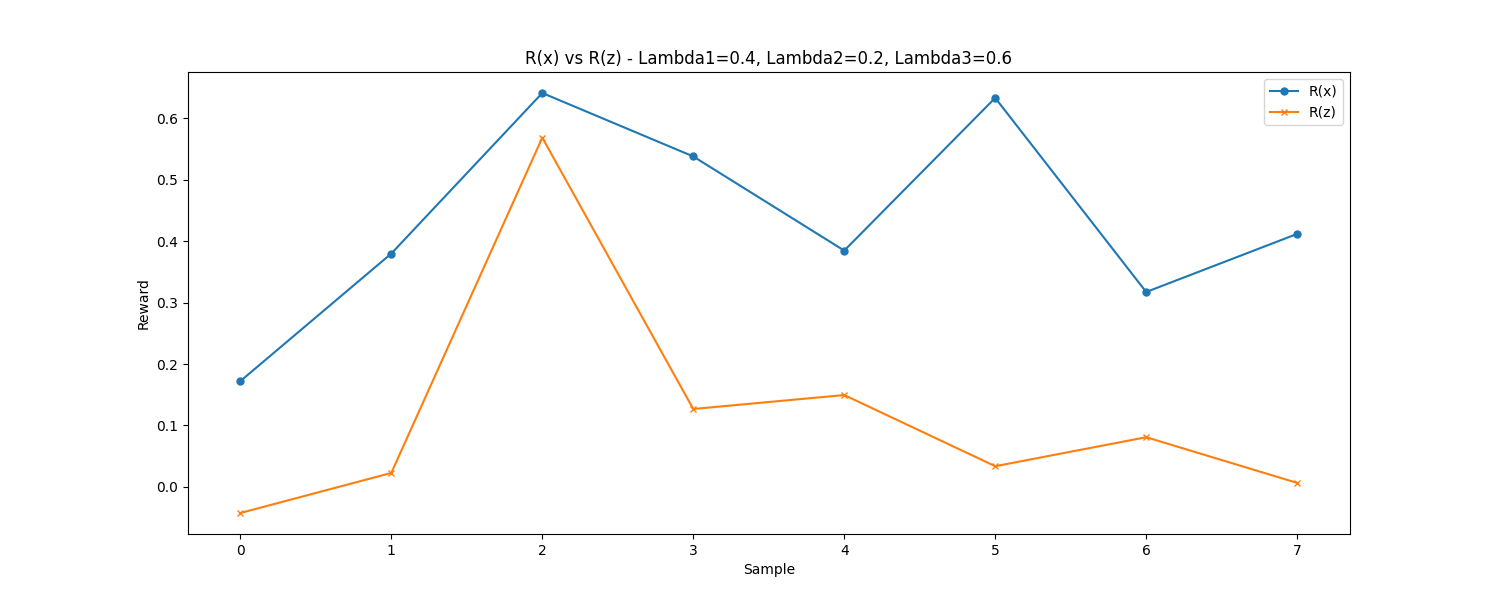 R(x) vs R(z) - Lambda1=0.4, Lambda2=0.2, Lambda3=0.6
R(x)
R(z)
0.6
0.5
0.4
0.3
0.2
0.1
0.0
Reward
0 1 2 3 4 5 6 7
Sample